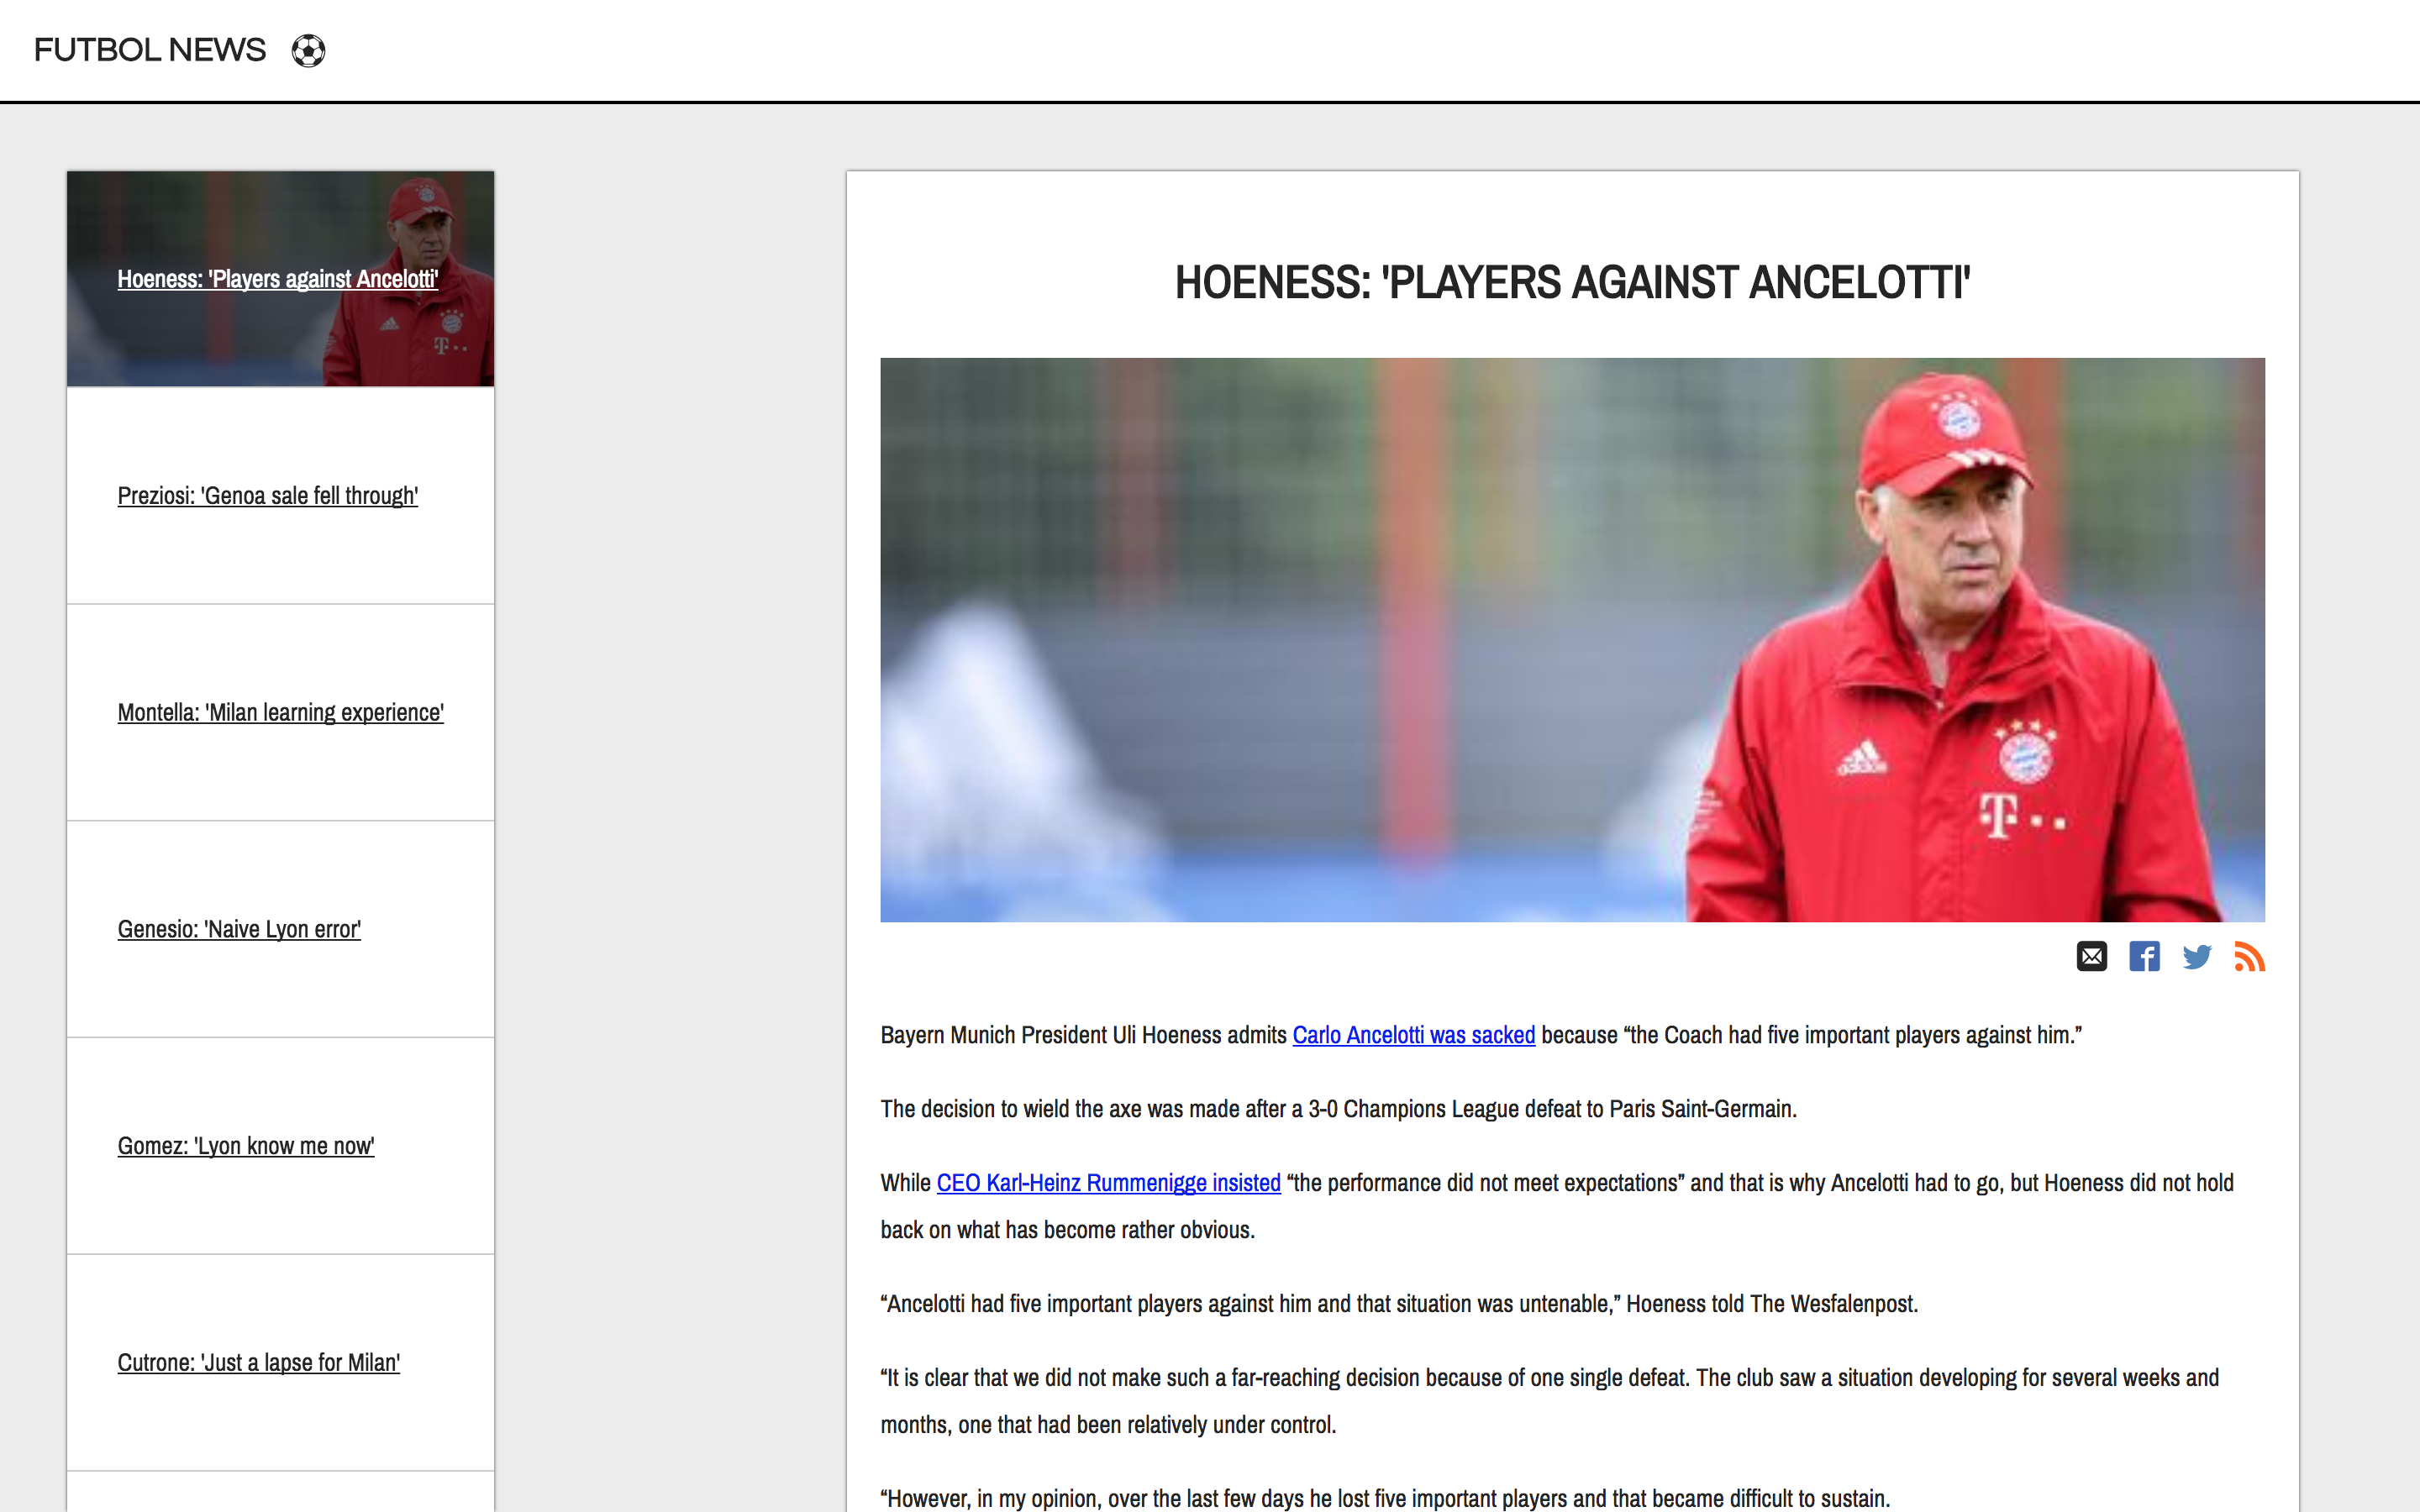 FUTBOL NEWS
Hoeness: 'Players against Ancelotti'
Preziosi: 'Genoa sale fell through'
Montella: 'Milan learning experience'
Genesio: 'Naive Lyon error'
Gomez: 'Lyon know me now'
Cutrone: 'Just a lapse for Milan'
HOENESS: 'PLAYERS AGAINST ANCELOTTI'
adidas
T
Bayern Munich President Uli Hoeness admits Carlo Ancelotti was sacked because “the Coach had five important players against him.”
The decision to wield the axe was made after a 3-0 Champions League defeat to Paris Saint-Germain.
While CEO Karl-Heinz Rummenigge insisted “the performance did not meet expectations” and that is why Ancelotti had to go, but Hoeness did not hold
back on what has become rather obvious.
“Ancelotti had five important players against him and that situation was untenable,” Hoeness told The Wesfalenpost.
“It is clear that we did not make such a far-reaching decision because of one single defeat. The club saw a situation developing for several weeks and
months, one that had been relatively under control.
“However, in my opinion, over the last few days he lost five important players and that became difficult to sustain.